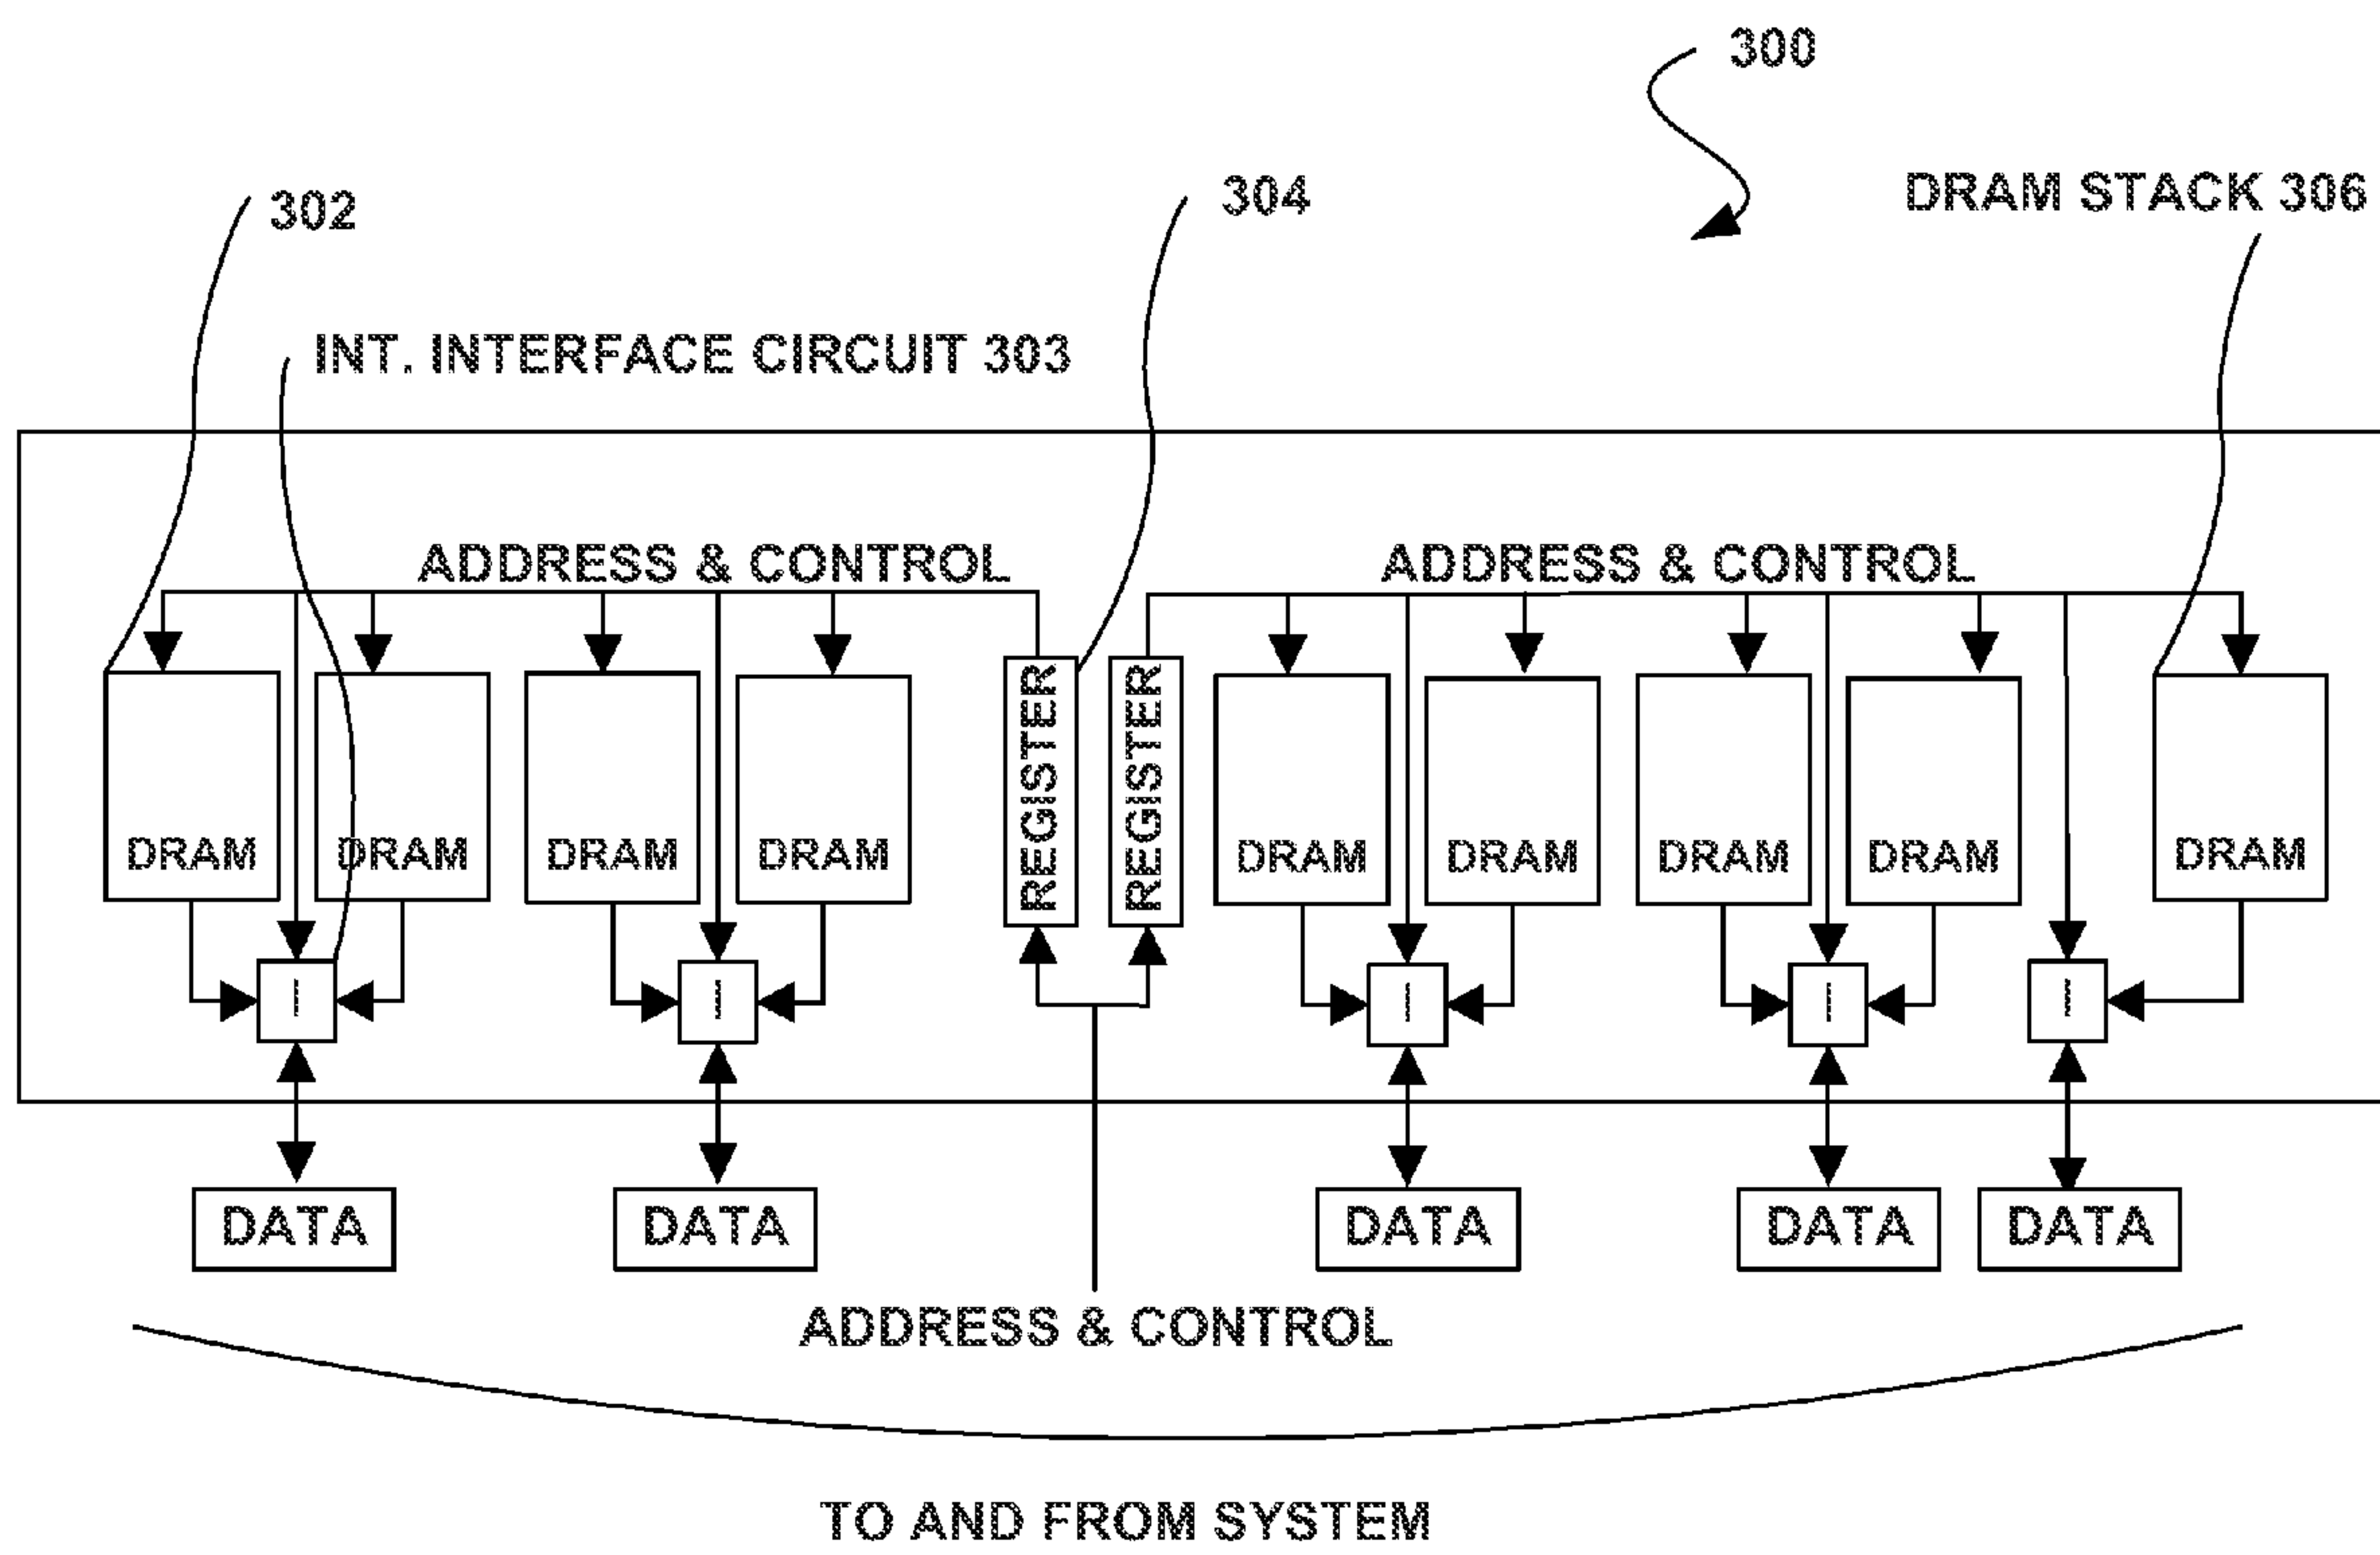 300
302
304
DRAM STACK 306
INT. INTERFACE CIRCUIT 303
ADDRESS & CONTROL
ADDRESS & CONTROL
REGISTER
REGISTER
DRAM
DRAM
DRAM
DRAM
DRAM
DRAM
DRAM
DRAM
DRAM
I
I
I
I
I
DATA
DATA
DATA
DATA
DATA
ADDRESS & CONTROL
TO AND FROM SYSTEM